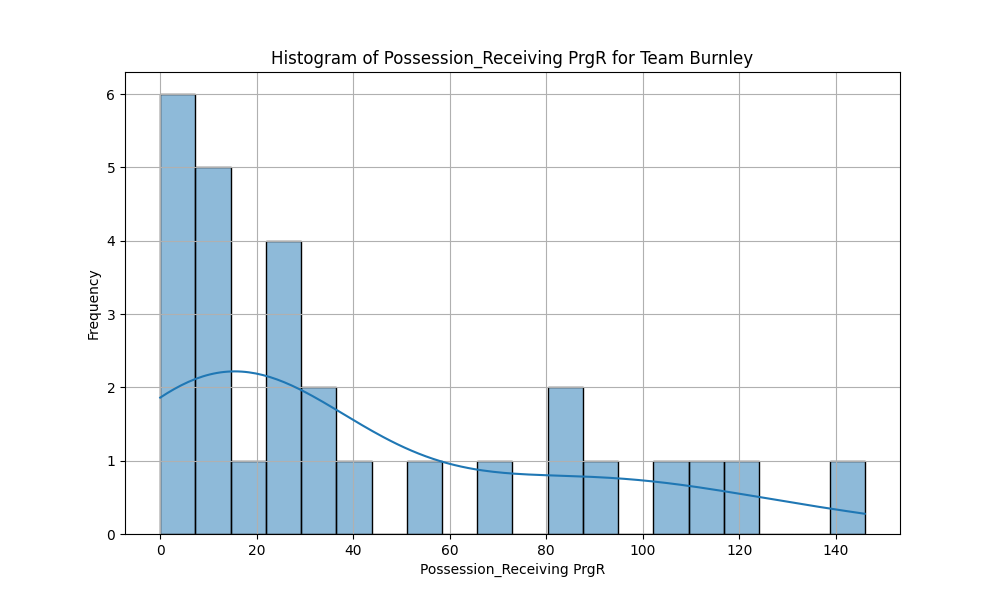 Histogram of Possession_Receiving PrgR for Team Burnley
6
5
4
3
2
1
0
Frequency
0 20 40 60 80 100 120 140
Possession_Receiving PrgR